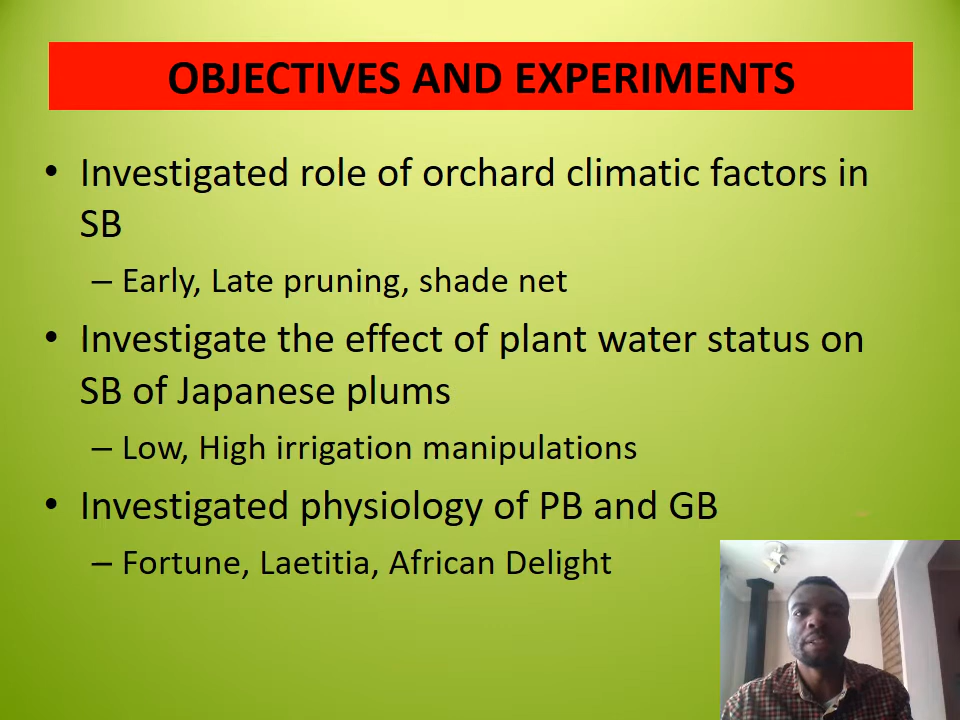 OBJECTIVES AND EXPERIMENTS
• Investigated role of orchard climatic factors in
SB
– Early, Late pruning, shade net
• Investigate the effect of plant water status on
SB of Japanese plums
– Low, High irrigation manipulations
• Investigated physiology of PB and GB
– Fortune, Laetitia, African Delight